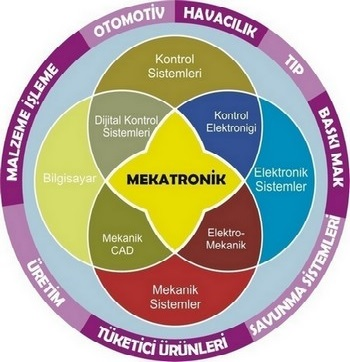 OTOMOTİV
HAVACILIK
TIP
BASKI MAK
SAVUNMA SİSTEMLERİ
TÜKETİCİ ÜRÜNLERİ
ÜRETİM
MALZEME İŞLEME
Kontrol
Sistemleri
Dijital Kontrol
Sistemleri
Kontrol
Elektronigi
Bilgisayar
MEKATRONİK
Elektronik
Sistemler
Mekanik
CAD
Elektro-
Mekanik
Mekanik
Sistemler